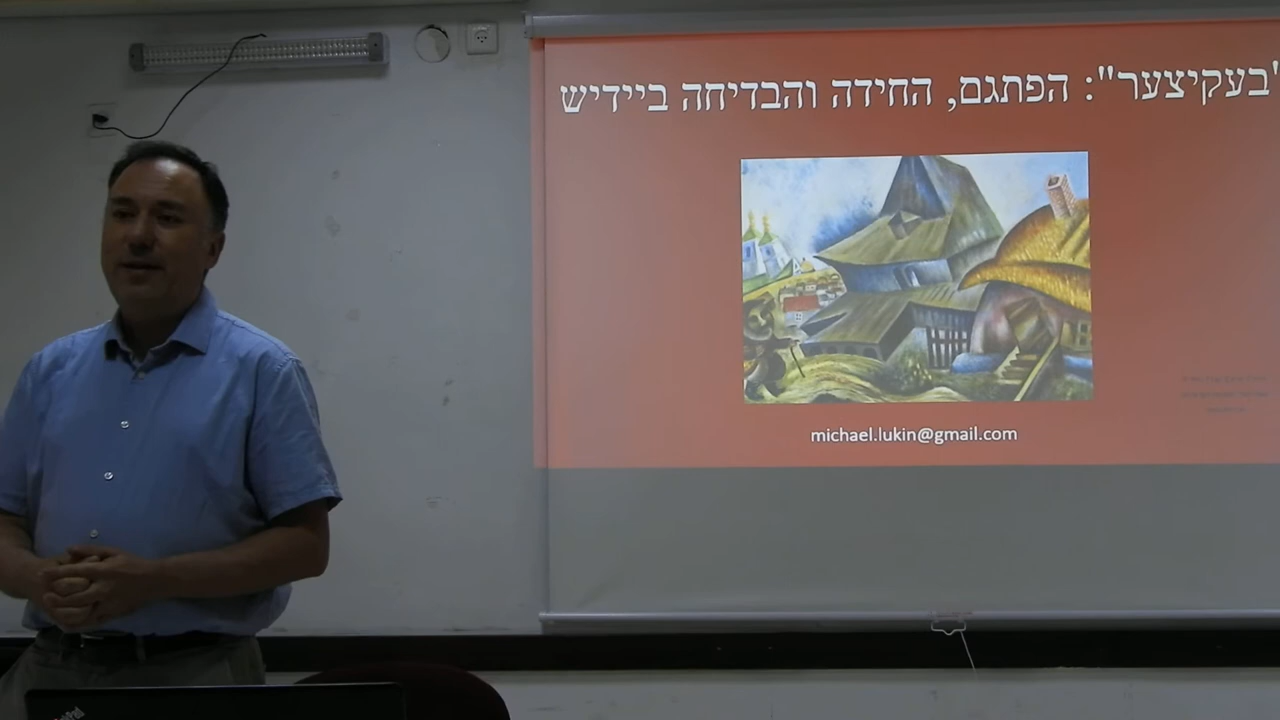 "בעקיצער": הפתגם, החידה והבדיחה ביידיש
michael.lukin@gmail.com